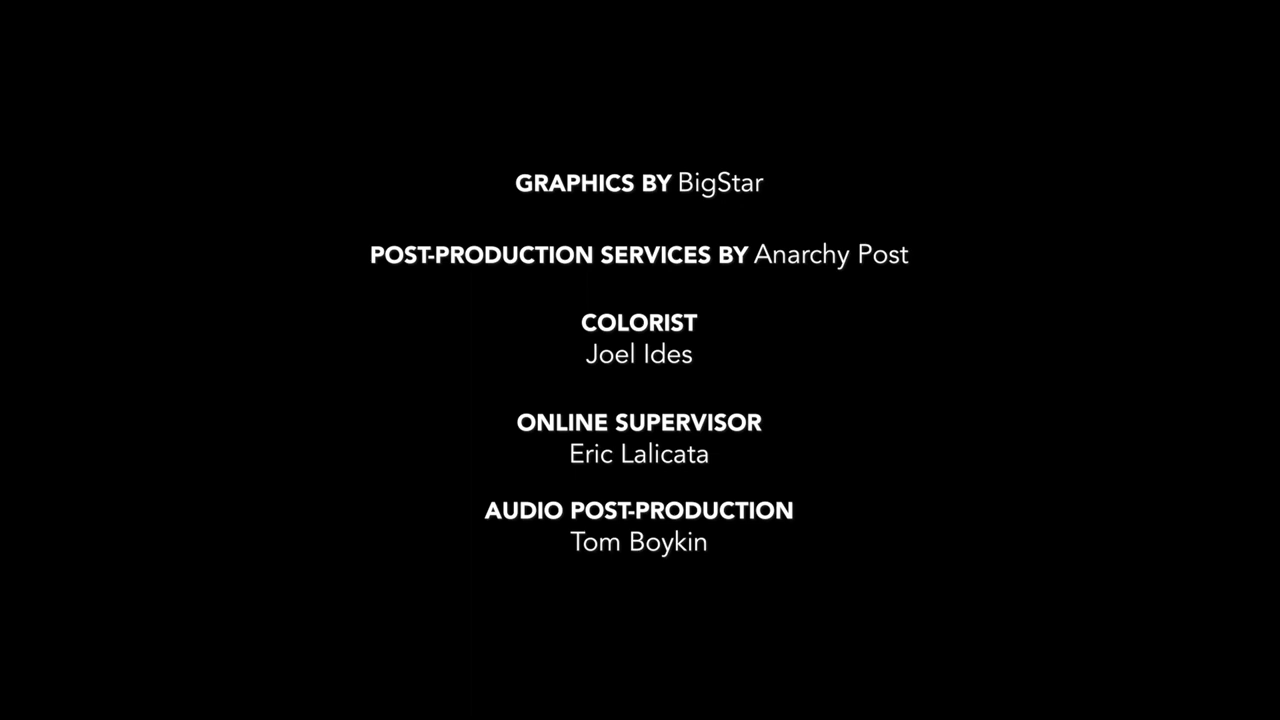 GRAPHICS BY BigStar
POST-PRODUCTION SERVICES BY Anarchy Post
COLORIST
Joel Ides
ONLINE SUPERVISOR
Eric Lalicata
AUDIO POST-PRODUCTION
Tom Boykin